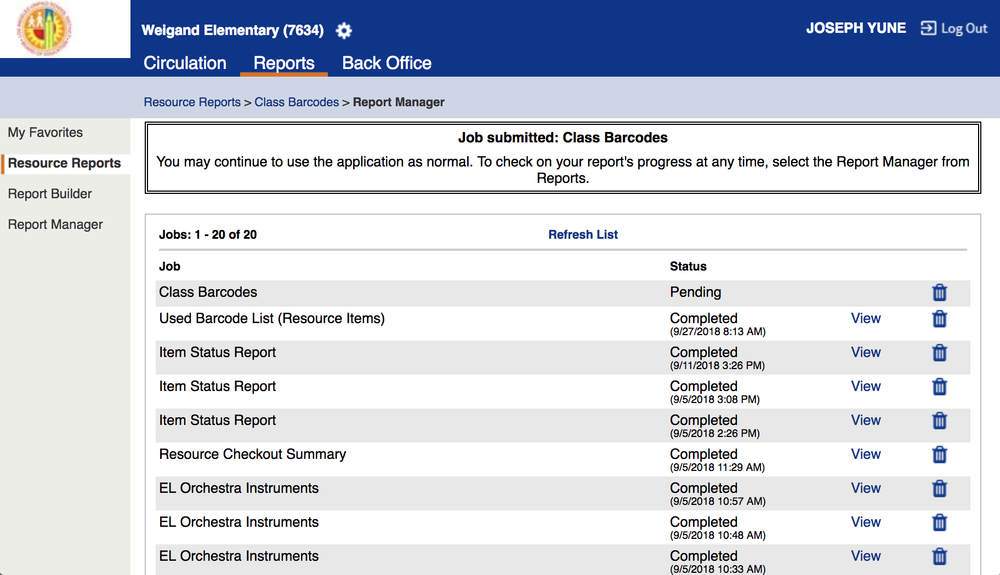 Weigand Elementary (7634)
JOSEPH YUNE Log Out
Circulation Reports Back Office
Resource Reports > Class Barcodes > Report Manager
My Favorites
Resource Reports
Report Builder
Report Manager
Job submitted: Class Barcodes
You may continue to use the application as normal. To check on your report's progress at any time, select the Report Manager from
Reports.
Jobs: 1 - 20 of 20 Refresh List
Job Status
Class Barcodes Pending
Used Barcode List (Resource Items) Completed View
(9/27/2018 8:13 AM)
Item Status Report Completed View
(9/11/2018 3:26 PM)
Item Status Report Completed View
(9/5/2018 3:08 PM)
Item Status Report Completed View
(9/5/2018 2:26 PM)
Resource Checkout Summary Completed View
(9/5/2018 11:29 AM)
EL Orchestra Instruments Completed View
(9/5/2018 10:57 AM)
EL Orchestra Instruments Completed View
(9/5/2018 10:48 AM)
EL Orchestra Instruments Completed View
(9/5/2018 10:33 AM)